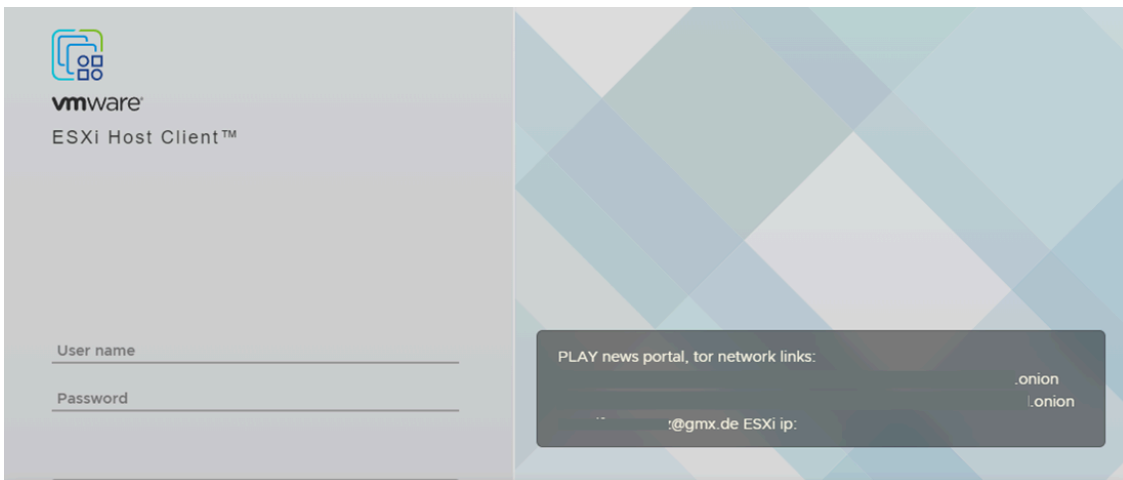 vmware®
ESXi Host Client™
User name
Password
PLAY news portal, tor network links:
.onion
.onion
@gmx.de ESXi ip: